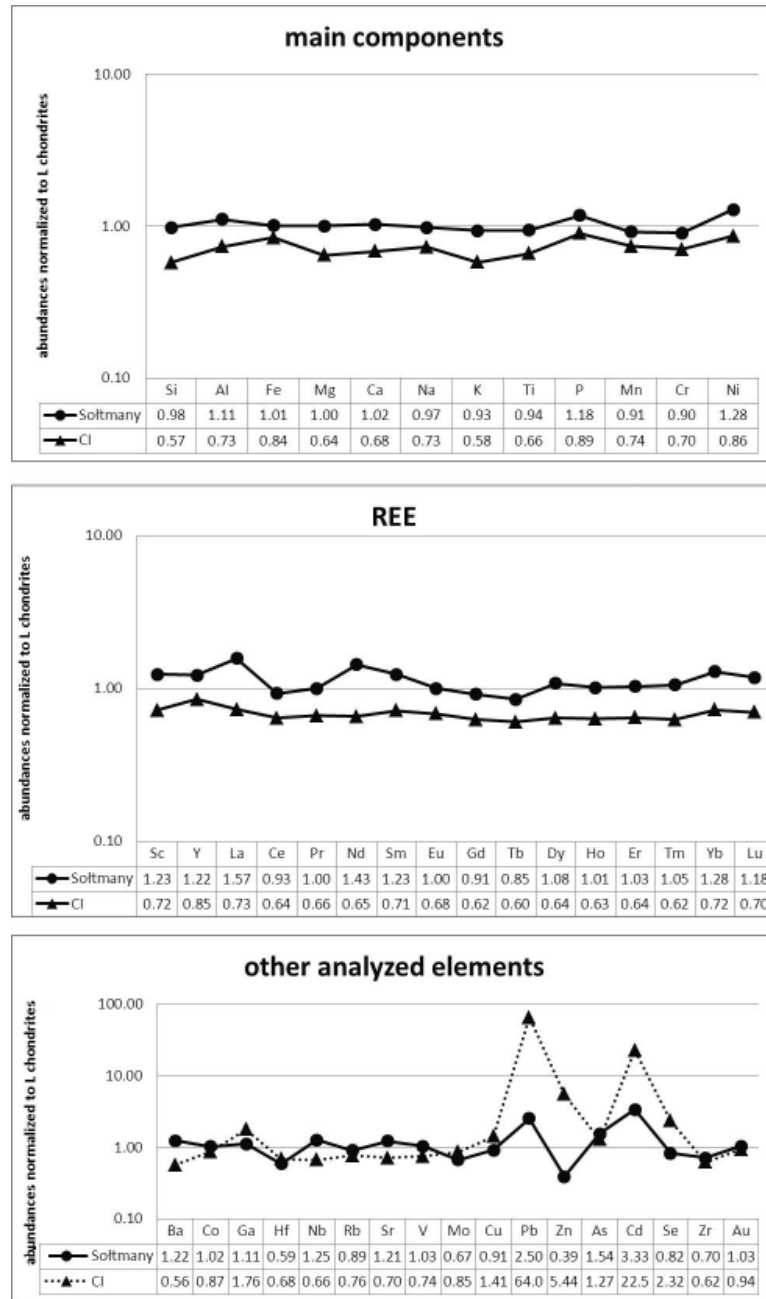 main components
abundances normalized to L chondrites
10.00
1.00
0.10
Si Al Fe Mg Ca Na K Ti P Mn Cr Ni
Sołtmany 0.98 1.11 1.01 1.00 1.02 0.97 0.93 0.94 1.18 0.91 0.90 1.28
CI 0.57 0.73 0.84 0.64 0.68 0.73 0.58 0.66 0.89 0.74 0.70 0.86
REE
abundances normalized to L chondrites
10.00
1.00
0.10
Sc Y La Ce Pr Nd Sm Eu Gd Tb Dy Ho Er Tm Yb Lu
Sołtmany 1.23 1.22 1.57 0.93 1.00 1.43 1.23 1.00 0.91 0.85 1.08 1.01 1.03 1.05 1.28 1.18
CI 0.72 0.85 0.73 0.64 0.66 0.65 0.71 0.68 0.62 0.60 0.64 0.63 0.64 0.62 0.72 0.70
other analyzed elements
abundances normalized to L chondrites
100.00
10.00
1.00
0.10
Ba Co Ga Hf Nb Rb Sr V Mo Cu Pb Zn As Cd Se Zr Au
Sołtmany 1.22 1.02 1.11 0.59 1.25 0.89 1.21 1.03 0.67 0.91 2.50 0.39 1.54 3.33 0.82 0.70 1.03
CI 0.56 0.87 1.76 0.68 0.66 0.76 0.70 0.74 0.85 1.41 64.0 5.44 1.27 22.5 2.32 0.62 0.94